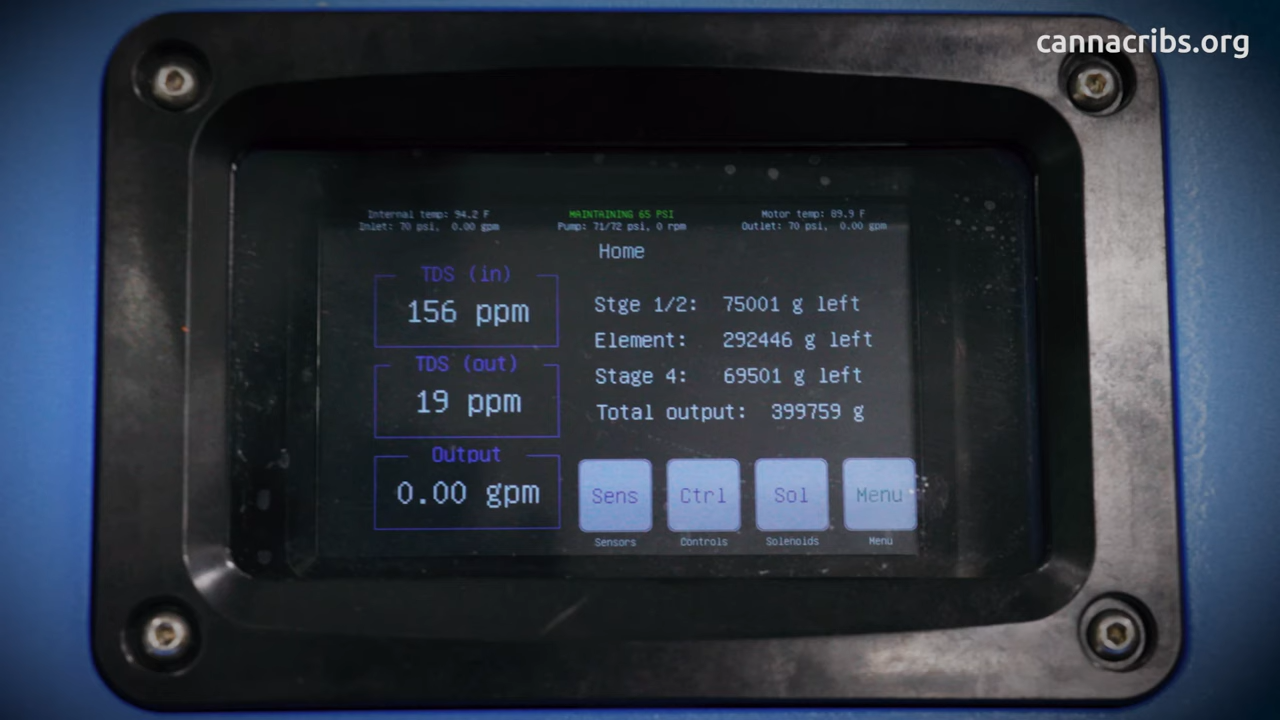 cannacribs.org
Internal temp: 94.2 F
Inlet: 70 psi, 0.00 gpm
MAINTAINING 65 PSI
Pump: 71/72 psi, 0 rpm
Motor temp: 89.9 F
Outlet: 70 psi, 0.00 gpm
Home
TDS (in)
156 ppm
TDS (out)
19 ppm
Output
0.00 gpm
Stge 1/2: 75001 g left
Element: 292446 g left
Stage 4: 69501 g left
Total output: 399759 g
Sens
Ctrl
Sol
Menu
Sensors
Controls
Solenoids
Menu